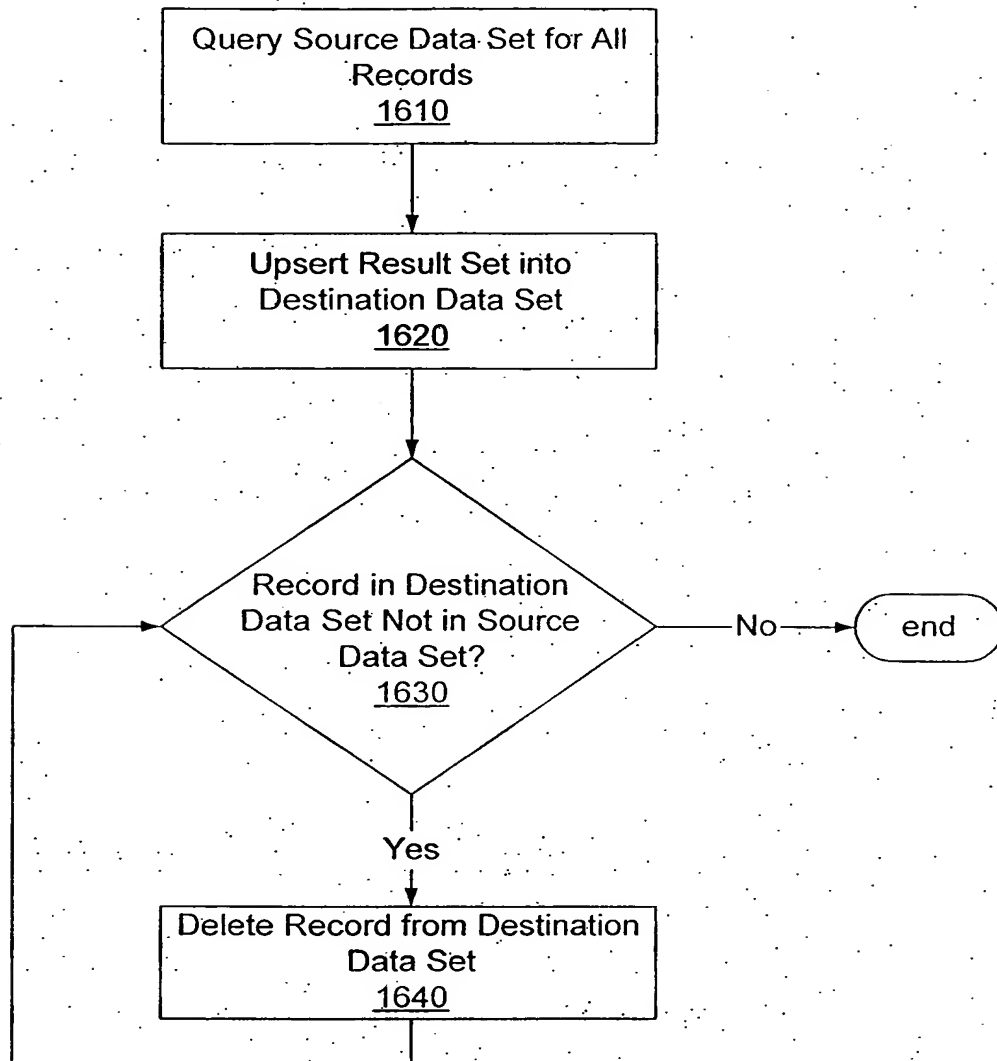 Query Source Data Set for All
Records
1610
Upsert Result Set into
Destination Data Set
1620
Record in Destination
Data Set Not in Source
Data Set?
1630
No
end
Yes
Delete Record from Destination
Data Set
1640